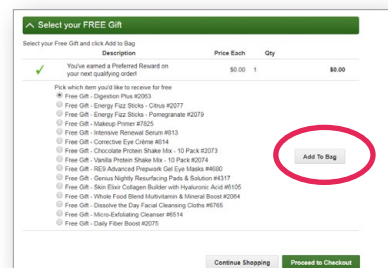 Select your FREE Gift
Select your Free Gift and click Add to Bag
Description Price Each Qty
You've earned a Preferred Reward on your next qualifying order! $0.00 1 $0.00
Pick which item you'd like to receive for free
Free Gift - Digestion Plus #2063
Free Gift - Energy Fizz Sticks - Citrus #2077
Free Gift - Energy Fizz Sticks - Pomegranate #2079
Free Gift - Makeup Primer #7825
Free Gift - Intensive Renewal Serum #813
Free Gift - Corrective Eye Crème #814
Free Gift - Chocolate Protein Shake Mix - 10 Pack #2073
Free Gift - Vanilla Protein Shake Mix - 10 Pack #2074
Free Gift - RE9 Advanced Prepwork Gel Eye Masks #4680
Free Gift - Genius Nightly Resurfacing Pads & Solution #4317
Free Gift - Skin Elixir Collagen Builder with Hyaluronic Acid #6105
Free Gift - Whole Food Blend Multivitamin & Mineral Boost #2064
Free Gift - Dissolve the Day Facial Cleansing Cloths #6765
Free Gift - Micro-Exfoliating Cleanser #6514
Free Gift - Daily Fiber Boost #2075
Add To Bag
Continue Shopping Proceed to Checkout